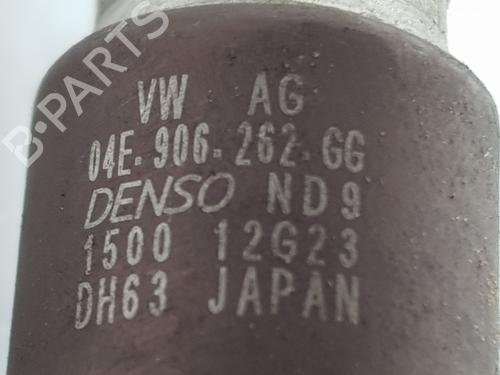 VW AG
04E.906.262.GG
DENSO ND9
1500 12G23
DH63 JAPAN
B-PARTS